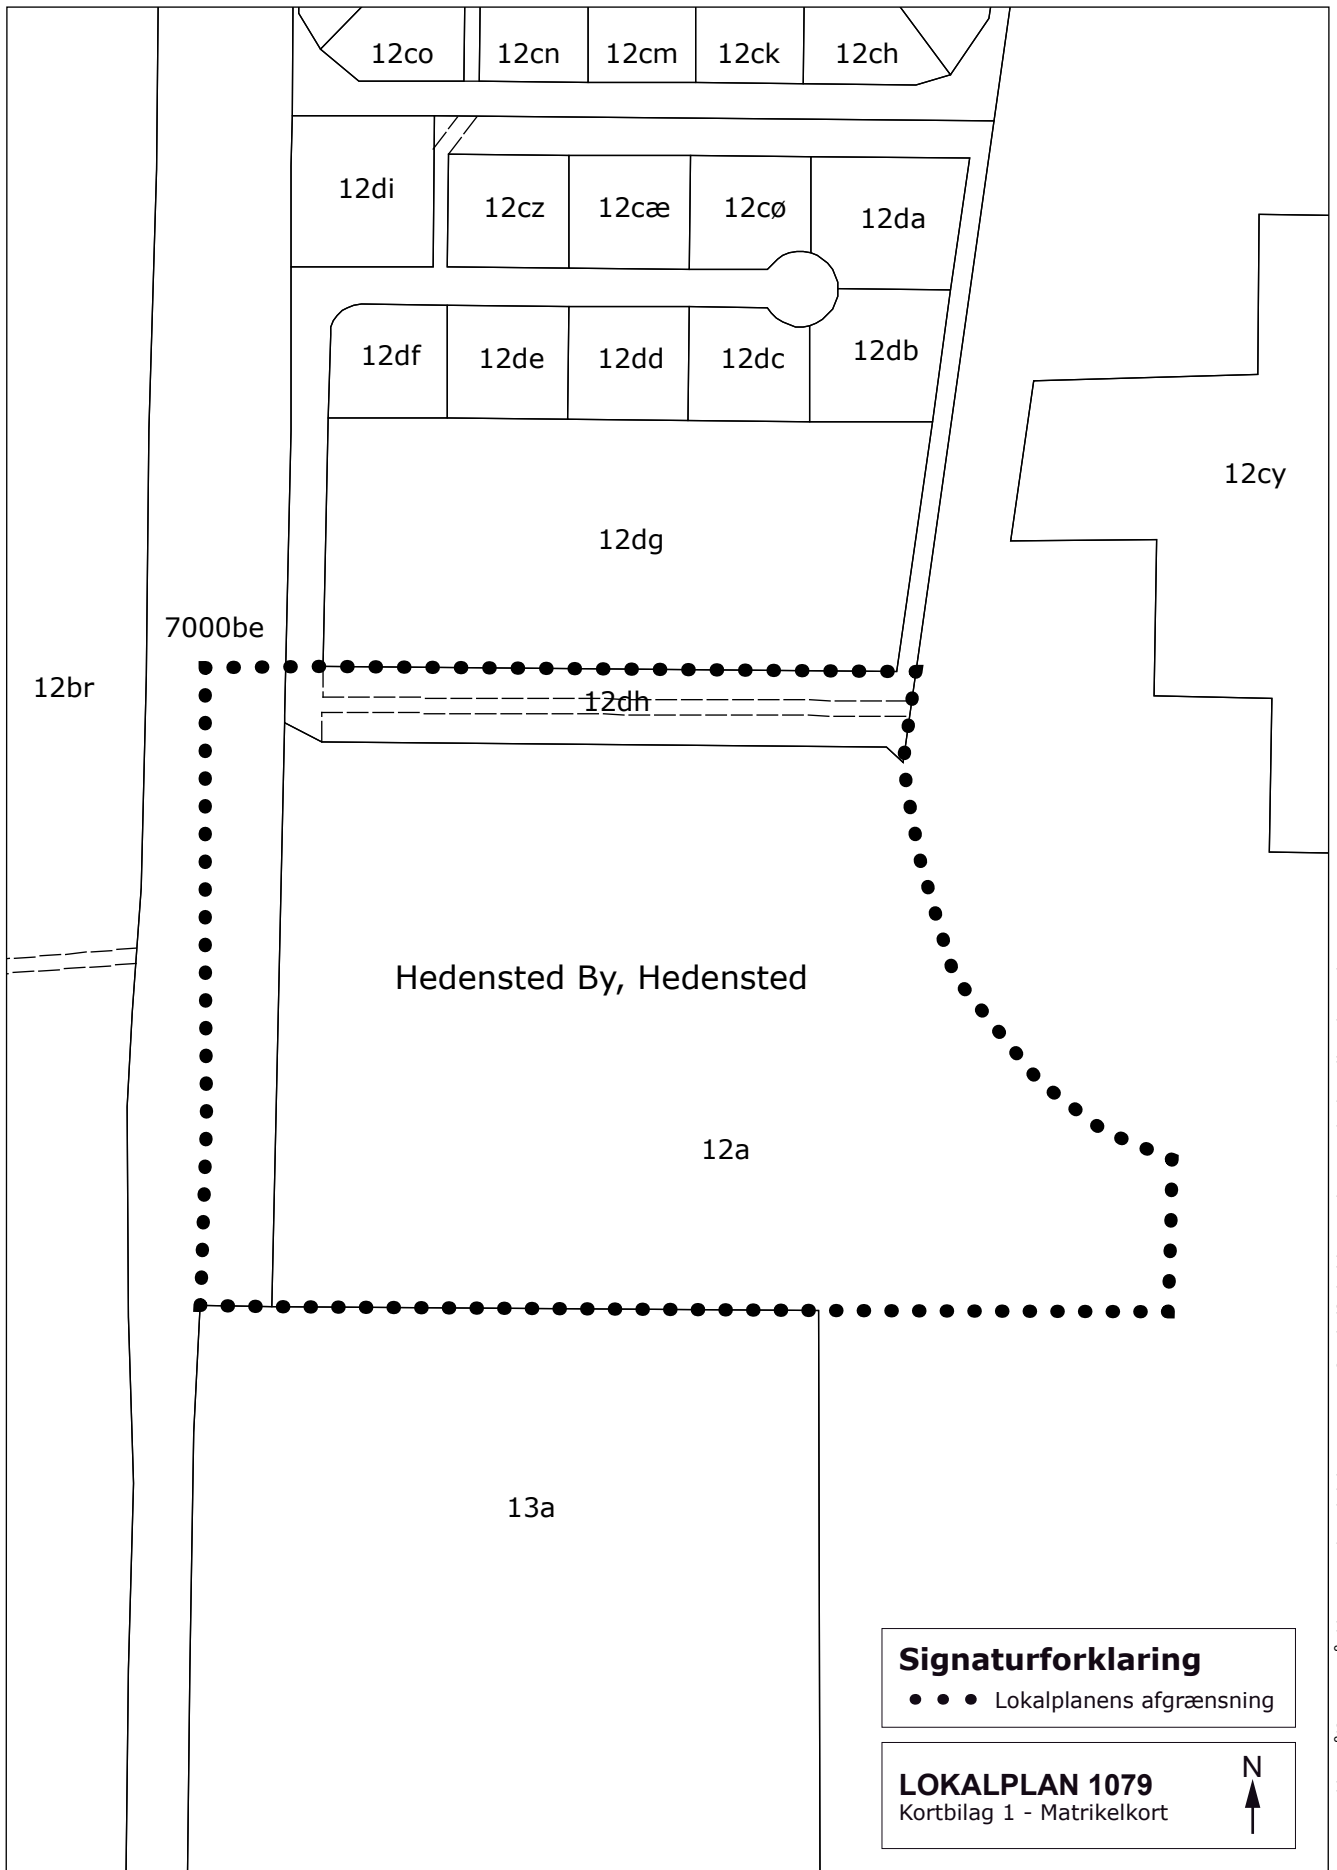 12co 12cn 12cm 12ck 12ch
12di 12cz 12cæ 12cø 12da
12df 12de 12dd 12dc 12db
12cy
12dg
7000be
12br
12dh
Hedensted By, Hedensted
12a
13a
Signaturforklaring
Lokalplanens afgrænsning
LOKALPLAN 1079
Kortbilag 1 - Matrikelkort
N